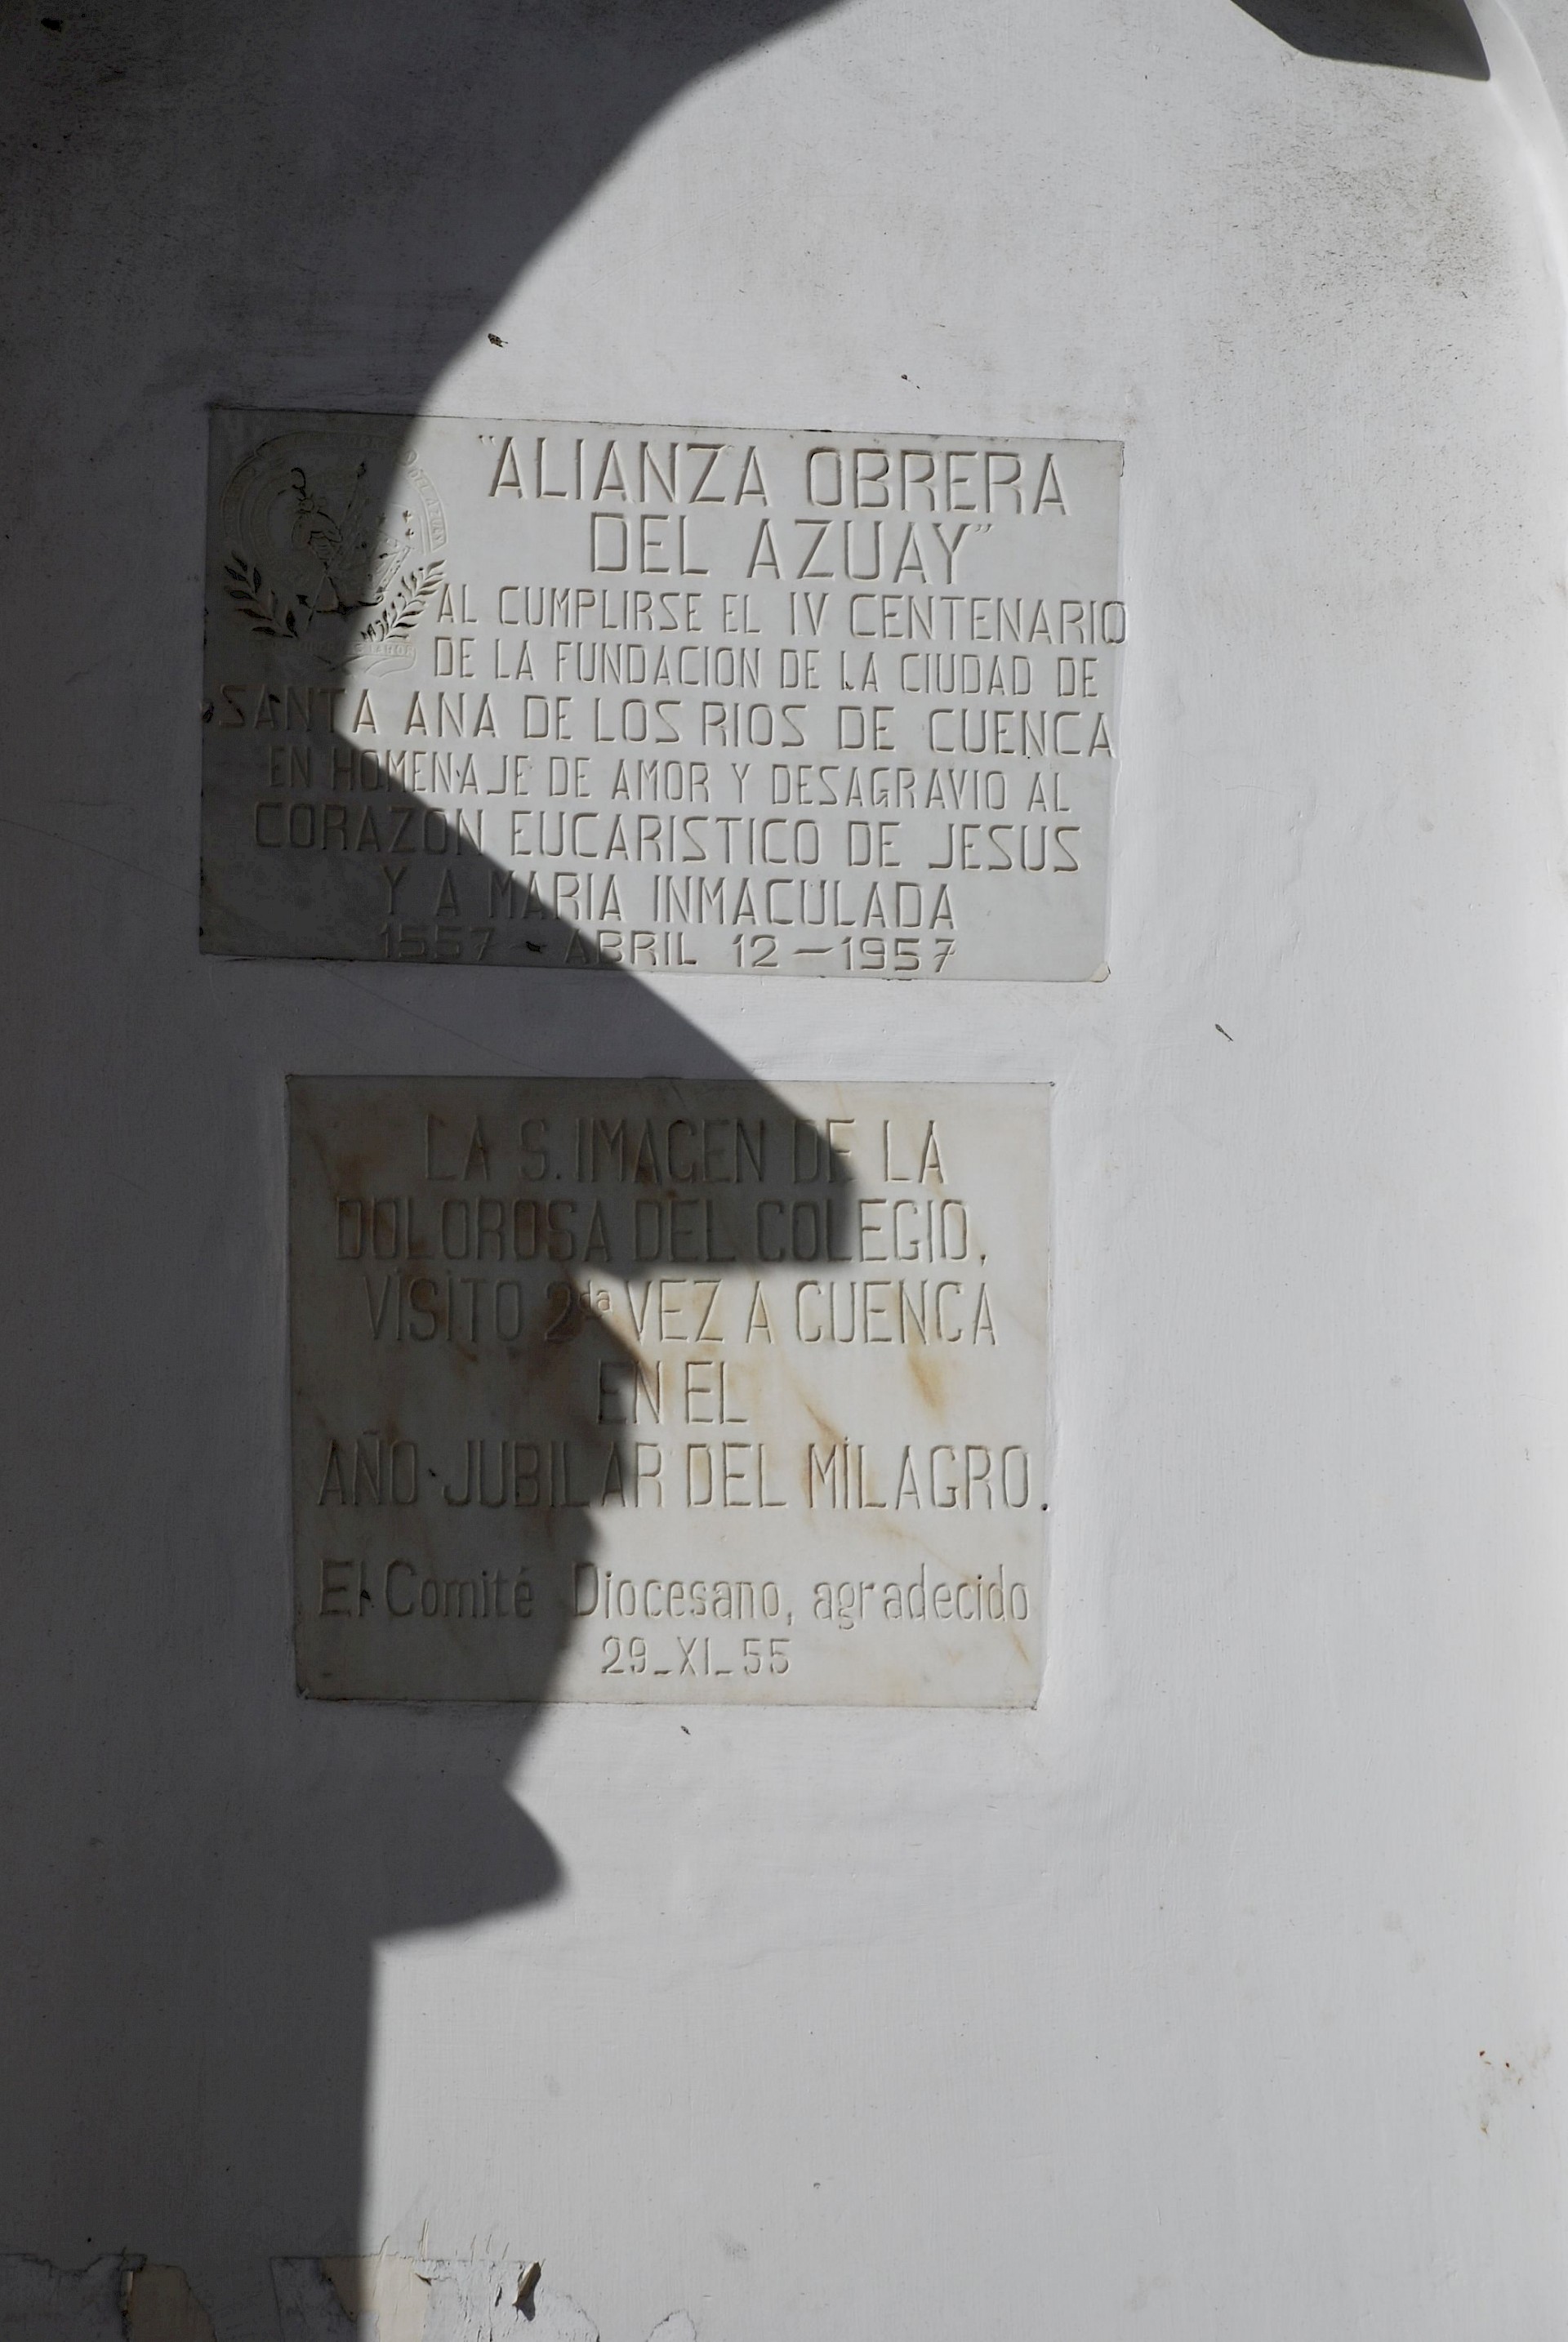 "ALIANZA OBRERA
DEL AZUAY"
AL CUMPLIRSE EL IV CENTENARIO
DE LA FUNDACION DE LA CIUDAD DE
SANTA ANA DE LOS RIOS DE CUENCA
EN HOMENAJE DE AMOR Y DESAGRAVIO AL
CORAZON EUCARISTICO DE JESUS
Y A MARIA INMACULADA
1557 - ABRIL 12 - 1957
LA S. IMAGEN DE LA
DOLOROSA DEL COLEGIO,
VISITO 2da VEZ A CUENCA
EN EL
AÑO JUBILAR DEL MILAGRO.
El Comité Diocesano, agradecido
29_XI_55